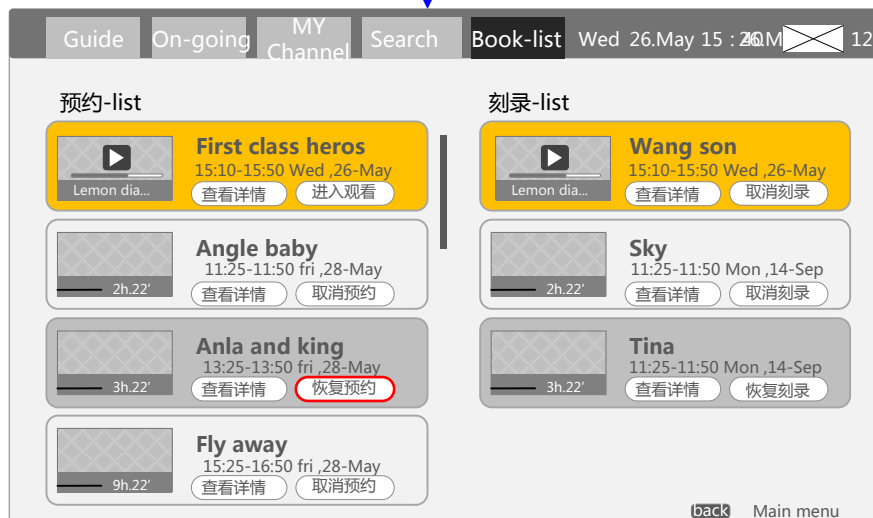 Guide On-going MY Channel Search Book-list Wed 26.May 15 : 26 12
预约-list
First class heros
15:10-15:50 Wed ,26-May
Lemon dia...
查看详情 进入观看
Angle baby
11:25-11:50 fri ,28-May
2h.22′
查看详情 取消预约
Anla and king
13:25-13:50 fri ,28-May
3h.22′
查看详情 恢复预约
Fly away
15:25-16:50 fri ,28-May
9h.22′
查看详情 取消预约
刻录-list
Wang son
15:10-15:50 Wed ,26-May
Lemon dia...
查看详情 取消刻录
Sky
11:25-11:50 Mon ,14-Sep
2h.22′
查看详情 取消刻录
Tina
11:25-11:50 Mon ,14-Sep
3h.22′
查看详情 恢复刻录
back Main menu